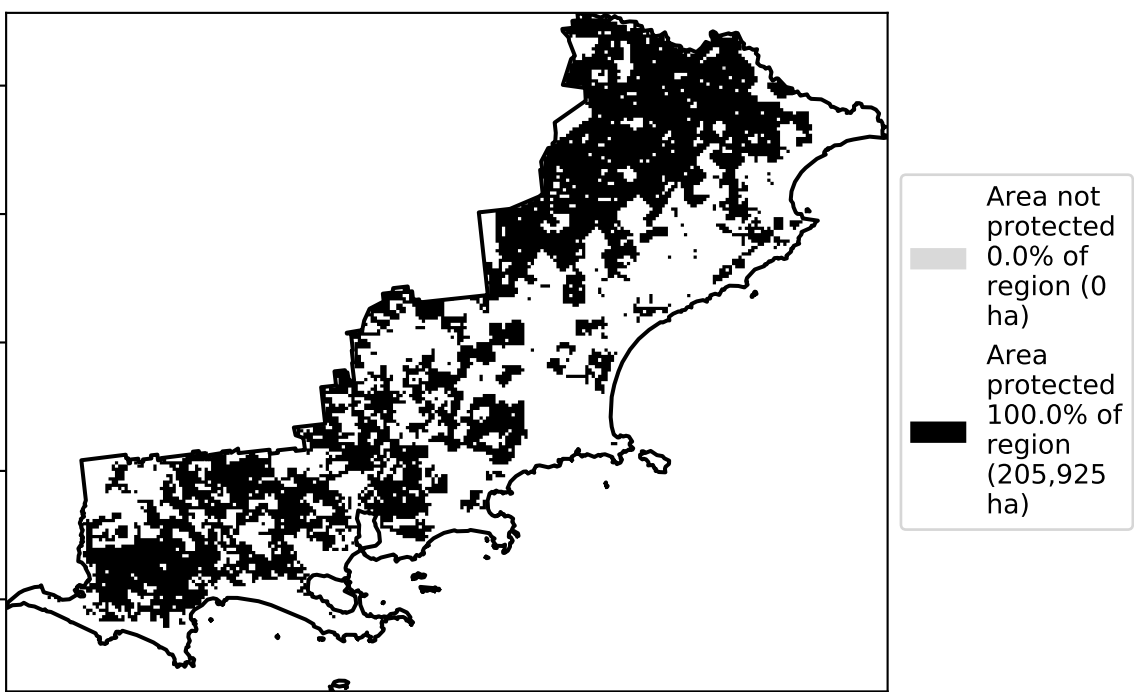 Area not
protected
0.0% of
region (0
ha)
Area
protected
100.0% of
region
(205,925
ha)